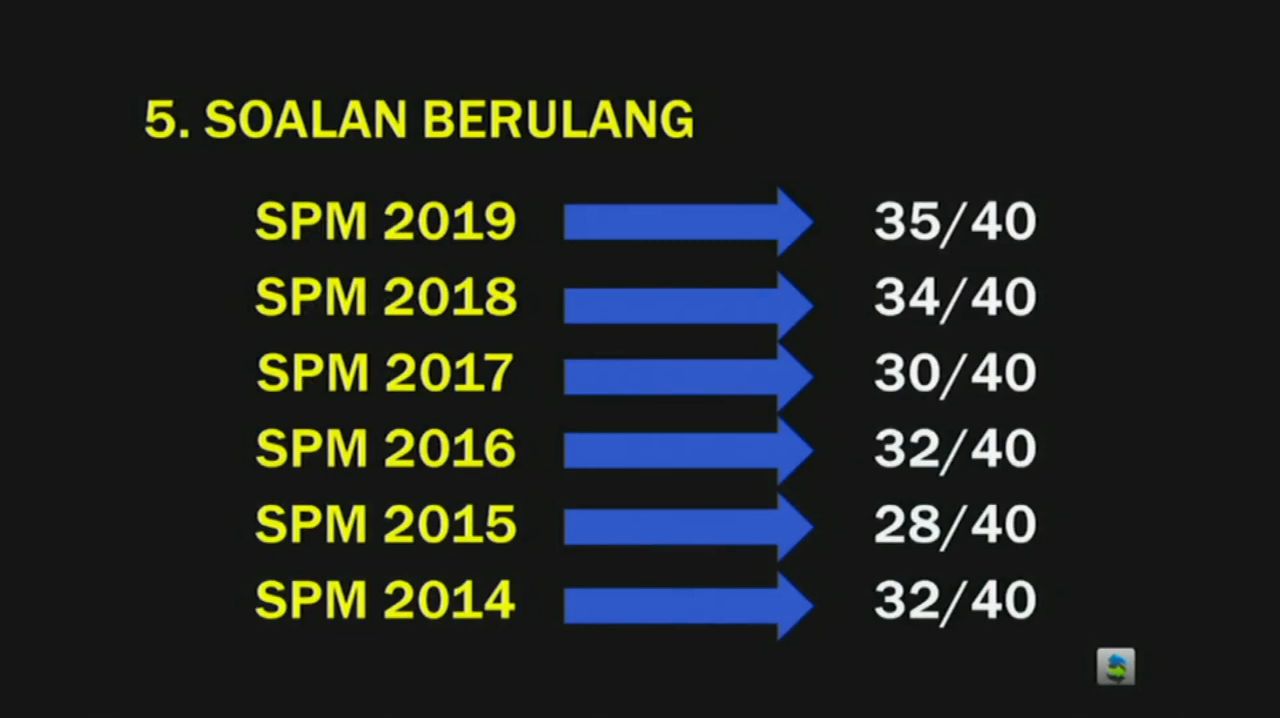 5. SOALAN BERULANG
SPM 2019 35/40
SPM 2018 34/40
SPM 2017 30/40
SPM 2016 32/40
SPM 2015 28/40
SPM 2014 32/40